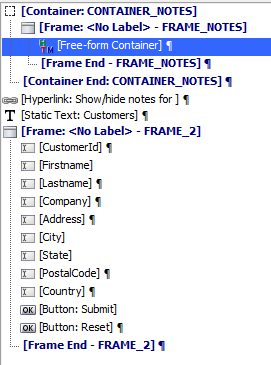 [Container: CONTAINER_NOTES]
[Frame: <No Label> - FRAME_NOTES]
[Free-form Container] ¶
[Frame End - FRAME_NOTES] ¶
[Container End: CONTAINER_NOTES]
[Hyperlink: Show/hide notes for ] ¶
[Static Text: Customers] ¶
[Frame: <No Label> - FRAME_2]
[CustomerId] ¶
[Firstname]
[Lastname] ¶
[Company] ¶
[Address] ¶
[City]
[State]
[PostalCode] ¶
[Country] ¶
OK [Button: Submit]
OK [Button: Reset] ¶
[Frame End - FRAME_2] ¶